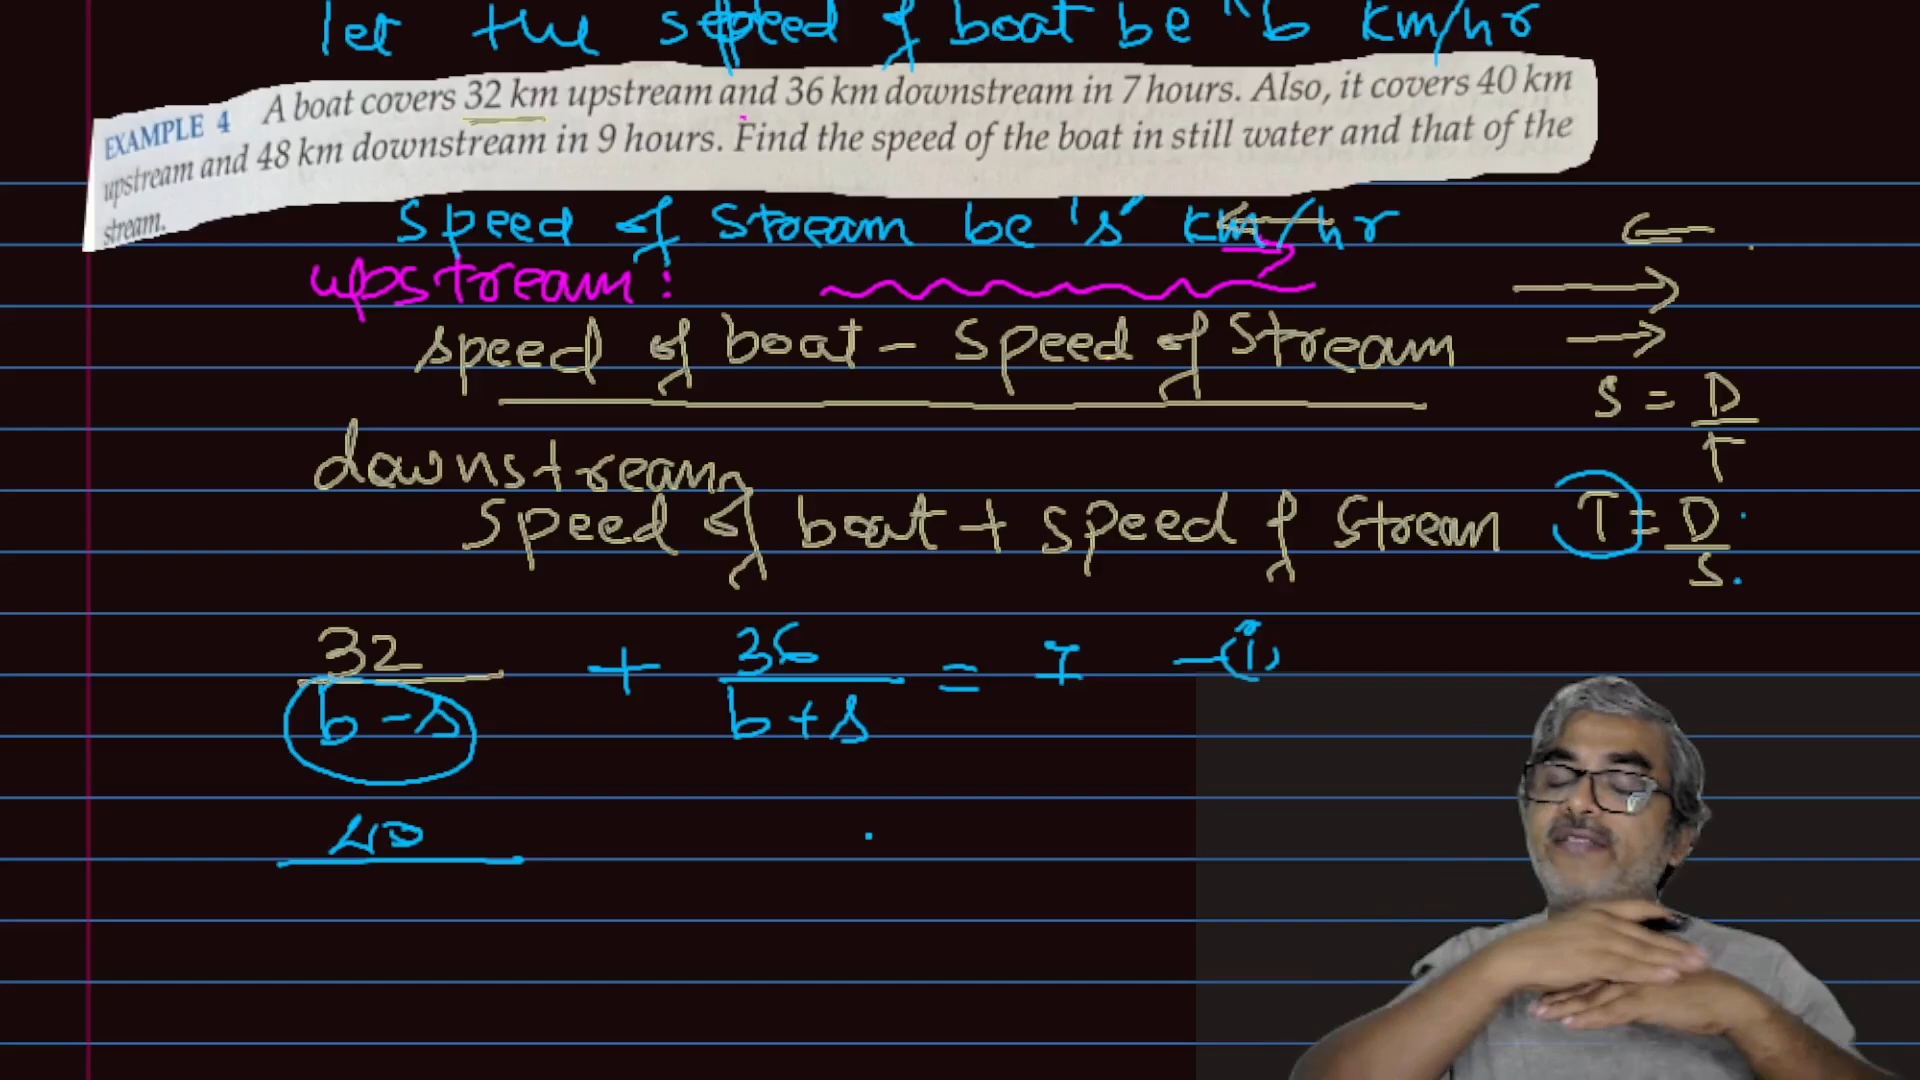 let the speed of boat be "b km/hr
EXAMPLE 4 A boat covers 32 km upstream and 36 km downstream in 7 hours. Also, it covers 40 km
upstream and 48 km downstream in 9 hours. Find the speed of the boat in still water and that of the
stream.
Speed of Stream be 's" km/hr
upstream:
speed of boat - Speed of Stream
S = D/T
downstream
Speed of boat + Speed of Stream T = D/S
32/(b-s) + 36/(b+s) = 7 -(i)
40